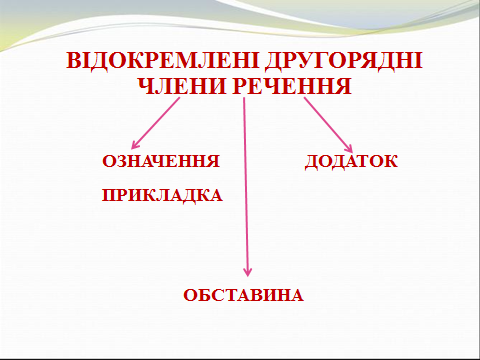 ВІДОКРЕМЛЕНІ ДРУГОРЯДНІ
ЧЛЕНИ РЕЧЕННЯ
ОЗНАЧЕННЯ
ДОДАТОК
ПРИКЛАДКА
ОБСТАВИНА